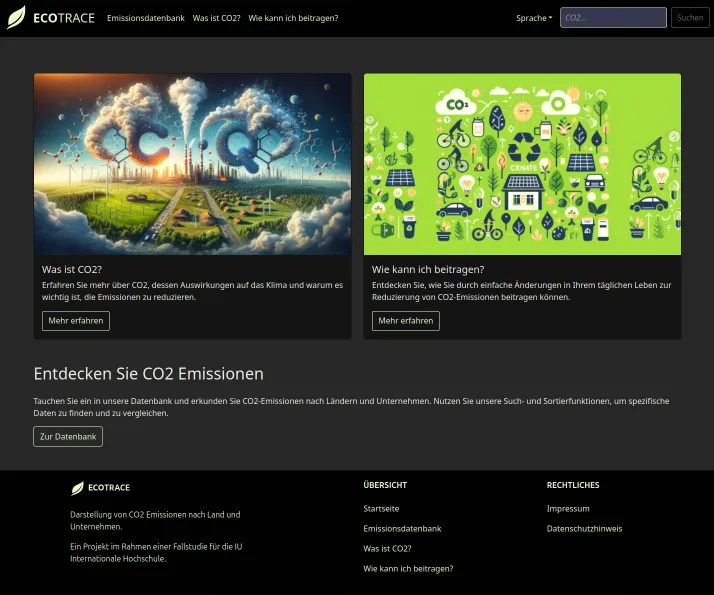 ECOTRACE Emissionsdatenbank Was ist CO2? Wie kann ich beitragen? Sprache CO2... Suchen
CO2
CREATE
Was ist CO2?
Erfahren Sie mehr über CO2, dessen Auswirkungen auf das Klima und warum es
wichtig ist, die Emissionen zu reduzieren.
Mehr erfahren
Wie kann ich beitragen?
Entdecken Sie, wie Sie durch einfache Änderungen in Ihrem täglichen Leben zur
Reduzierung von CO2-Emissionen beitragen können.
Mehr erfahren
Entdecken Sie CO2 Emissionen
Tauchen Sie ein in unsere Datenbank und erkunden Sie CO2-Emissionen nach Ländern und Unternehmen. Nutzen Sie unsere Such- und Sortierfunktionen, um spezifische
Daten zu finden und zu vergleichen.
Zur Datenbank
ECOTRACE
Darstellung von CO2 Emissionen nach Land und
Unternehmen.
Ein Projekt im Rahmen einer Fallstudie für die IU
Internationale Hochschule.
ÜBERSICHT
Startseite
Emissionsdatenbank
Was ist CO2?
Wie kann ich beitragen?
RECHTLICHES
Impressum
Datenschutzhinweis